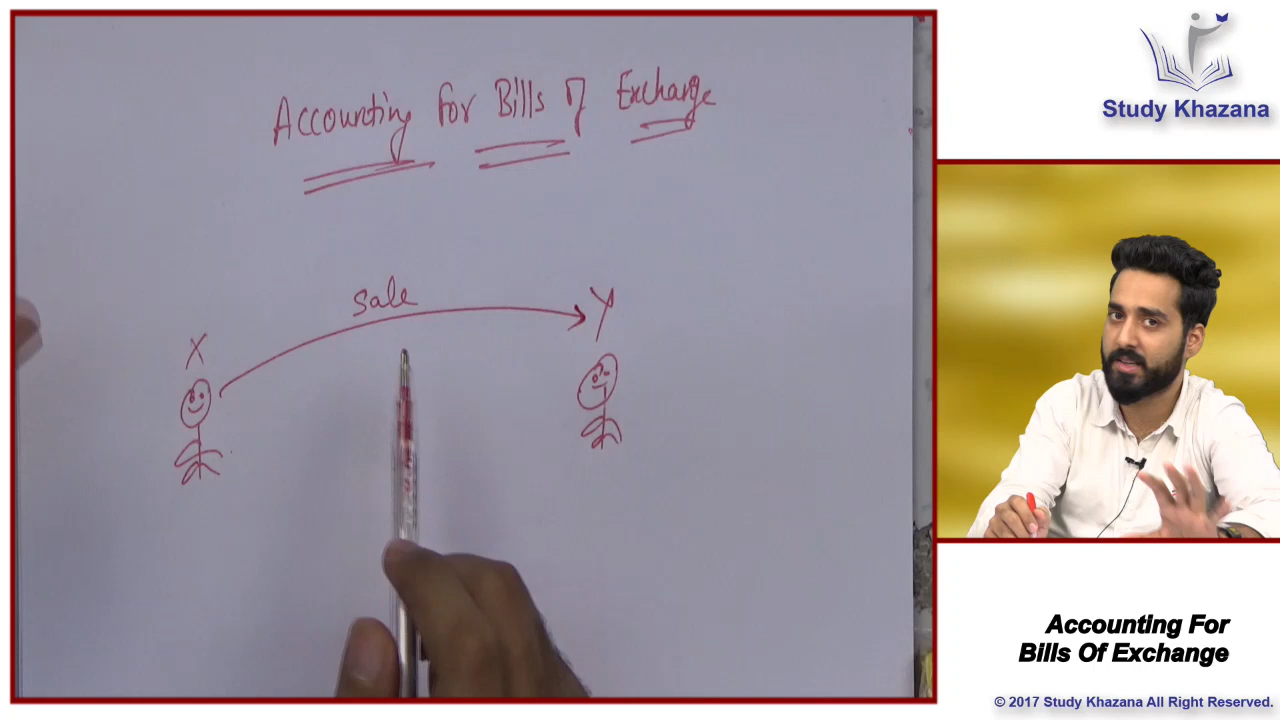 Accounting For Bills of Exchange
Sale
X
Y
Study Khazana
Accounting For
Bills Of Exchange
© 2017 Study Khazana All Right Reserved.